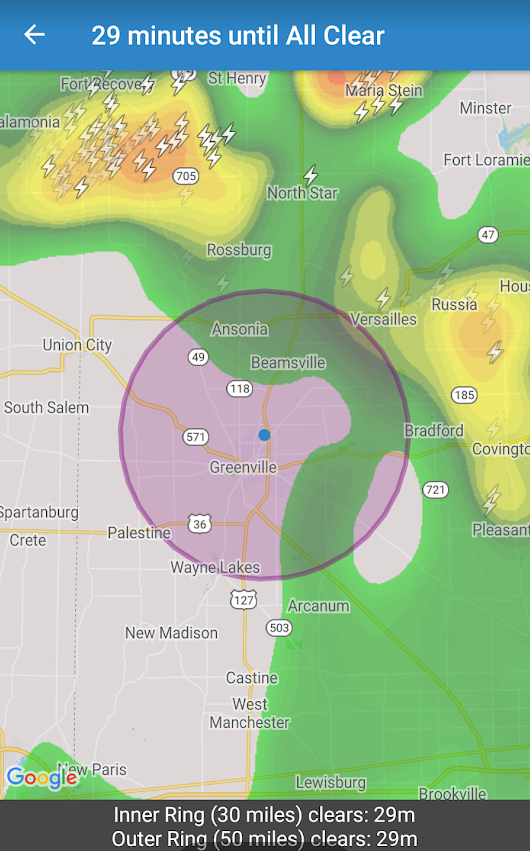 29 minutes until All Clear
Fort Recovery
St Henry
Maria Stein
alamonia
Minster
Fort Loramie
705
North Star
47
Rossburg
Hou
Russia
Ansonia
Versailles
Union City
49
Beamsville
118
185
South Salem
571
Bradford
Covingto
Greenville
721
Spartanburg
36
Crete
Palestine
Pleasant
Wayne Lakes
127
Arcanum
503
New Madison
Castine
West
Manchester
New Paris
Google
Lewisburg
Brookville
Inner Ring (30 miles) clears: 29m
Outer Ring (50 miles) clears: 29m